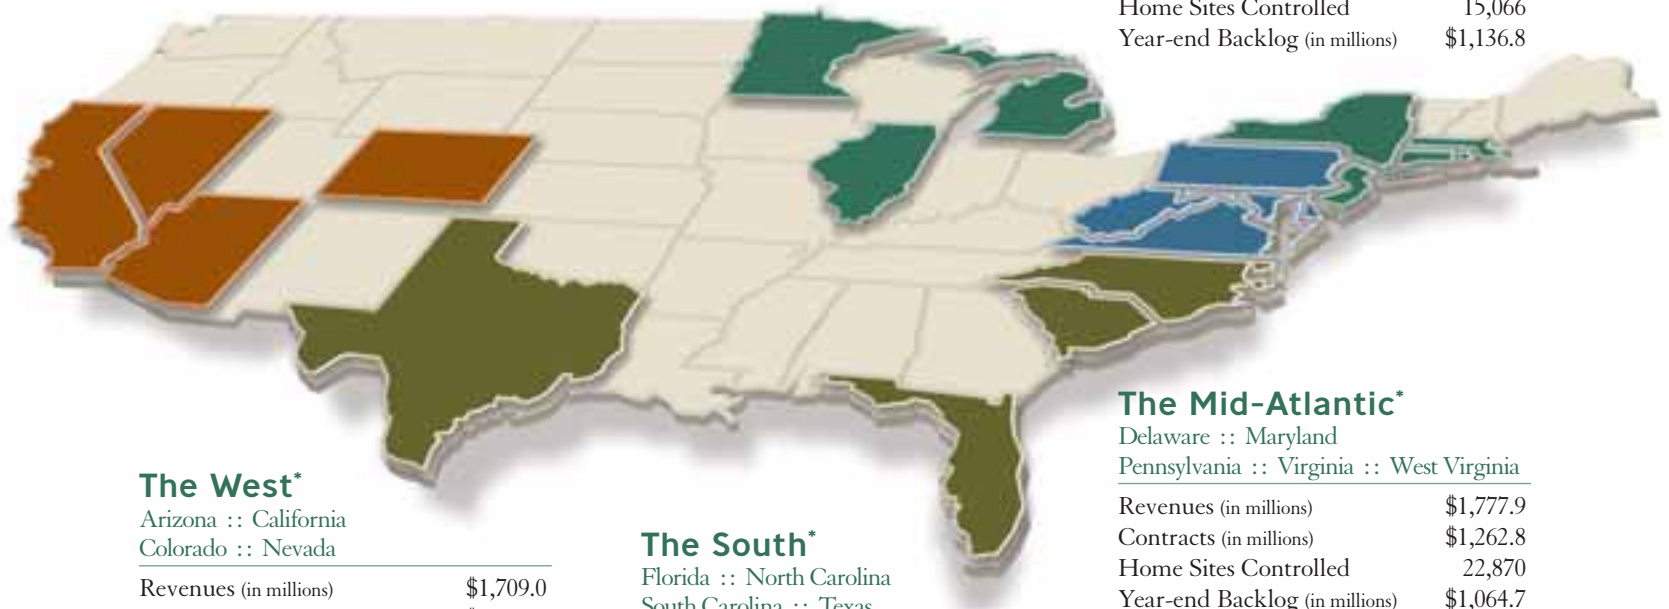 Home Sites Controlled 15,066
Year-end Backlog (in millions) $1,136.8
The Mid-Atlantic*
Delaware :: Maryland
Pennsylvania :: Virginia :: West Virginia
Revenues (in millions) $1,777.9
Contracts (in millions) $1,262.8
Home Sites Controlled 22,870
Year-end Backlog (in millions) $1,064.7
The West*
Arizona :: California
Colorado :: Nevada
Revenues (in millions) $1,709.0
The South*
Florida :: North Carolina
South Carolina :: Texas